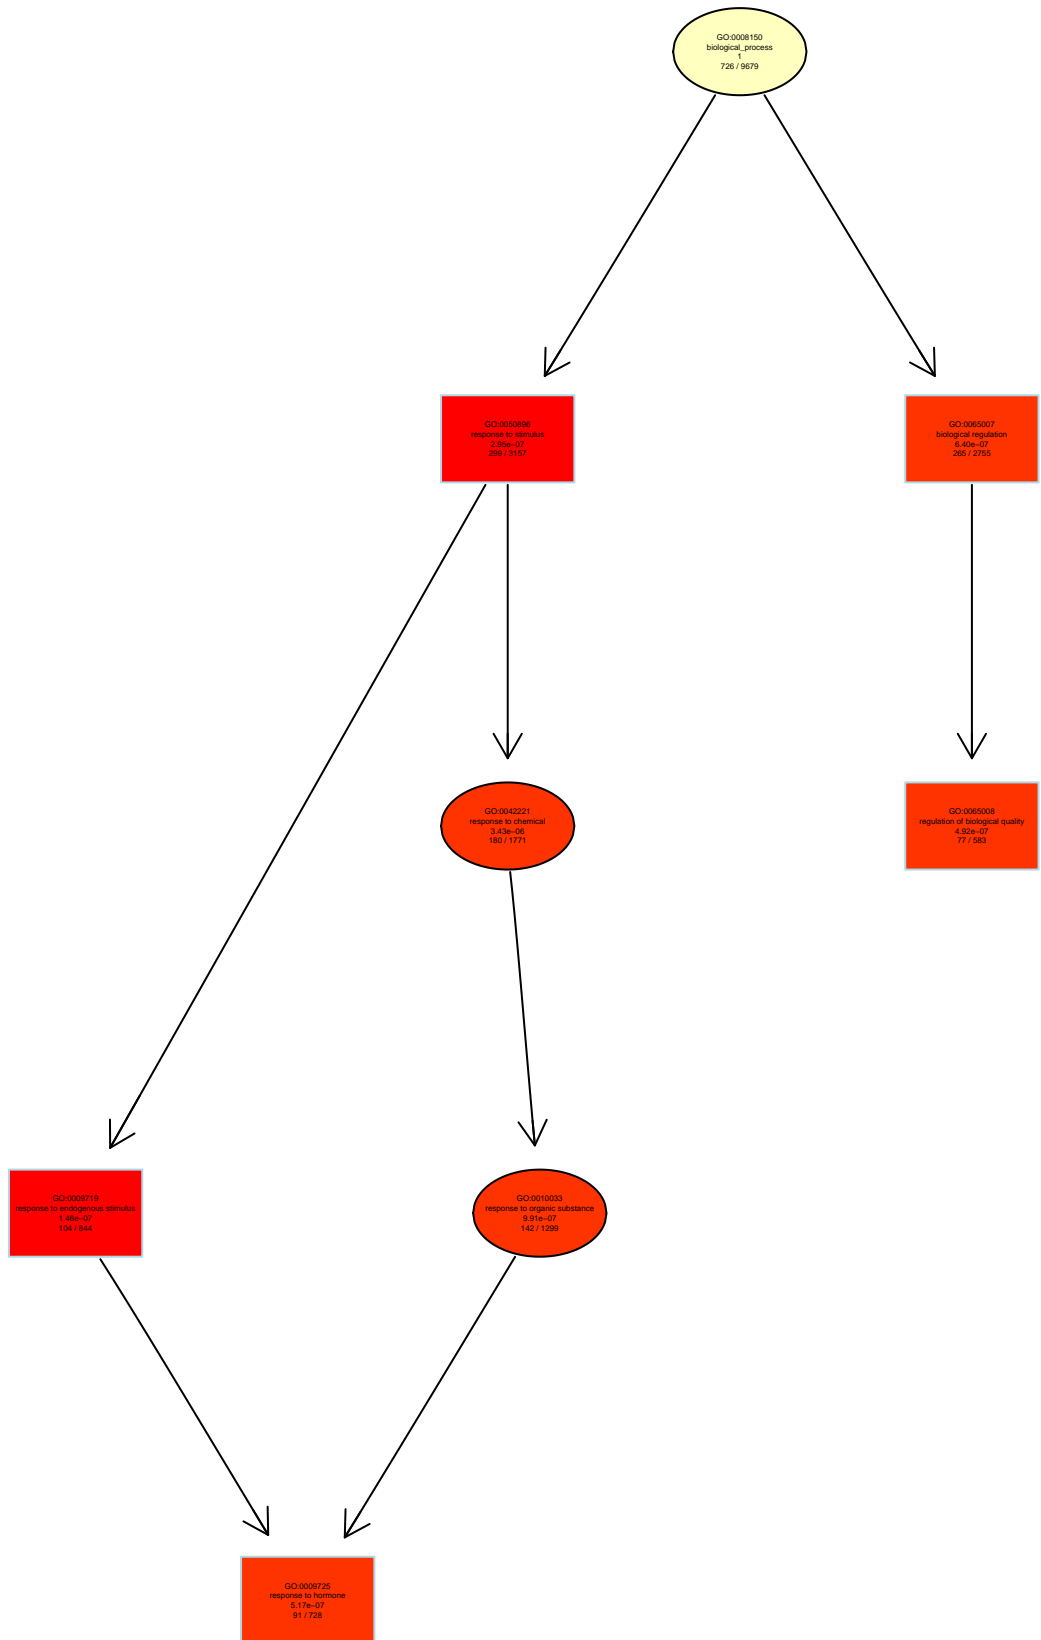 GO:0008150
biological_process
1
726 / 9679
GO:0050896
response to stimulus
2.95e−07
299 / 3157
GO:0065007
biological regulation
6.40e−07
265 / 2755
GO:0042221
response to chemical
3.43e−06
180 / 1771
GO:0065008
regulation of biological quality
4.92e−07
77 / 583
GO:0009719
response to endogenous stimulus
1.46e−07
104 / 844
GO:0010033
response to organic substance
9.91e−07
142 / 1299
GO:0009725
response to hormone
5.17e−07
91 / 728